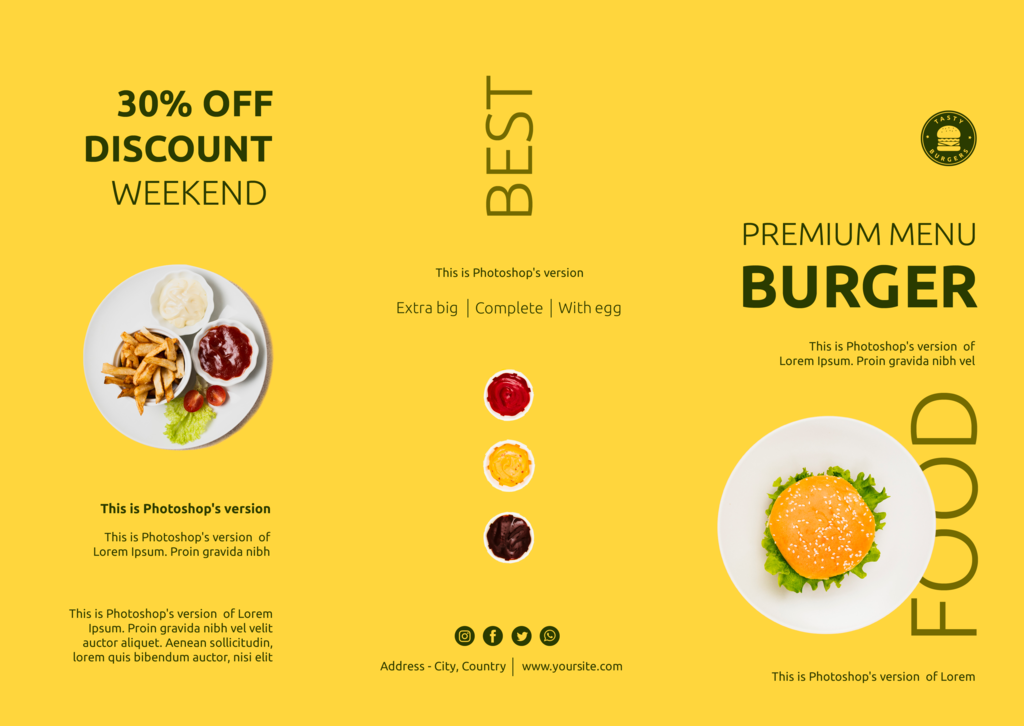 30% OFF
DISCOUNT
WEEKEND
This is Photoshop's version
This is Photoshop's version  of
Lorem Ipsum. Proin gravida nibh
This is Photoshop's version  of Lorem
Ipsum. Proin gravida nibh vel velit
auctor aliquet. Aenean sollicitudin,
lorem quis bibendum auctor, nisi elit
BEST
This is Photoshop's version
Extra big | Complete | With egg
Address - City, Country | www.yoursite.com
TASTY
BURGERS
PREMIUM MENU
BURGER
This is Photoshop's version  of
Lorem Ipsum. Proin gravida nibh vel
FOOD
This is Photoshop's version  of Lorem